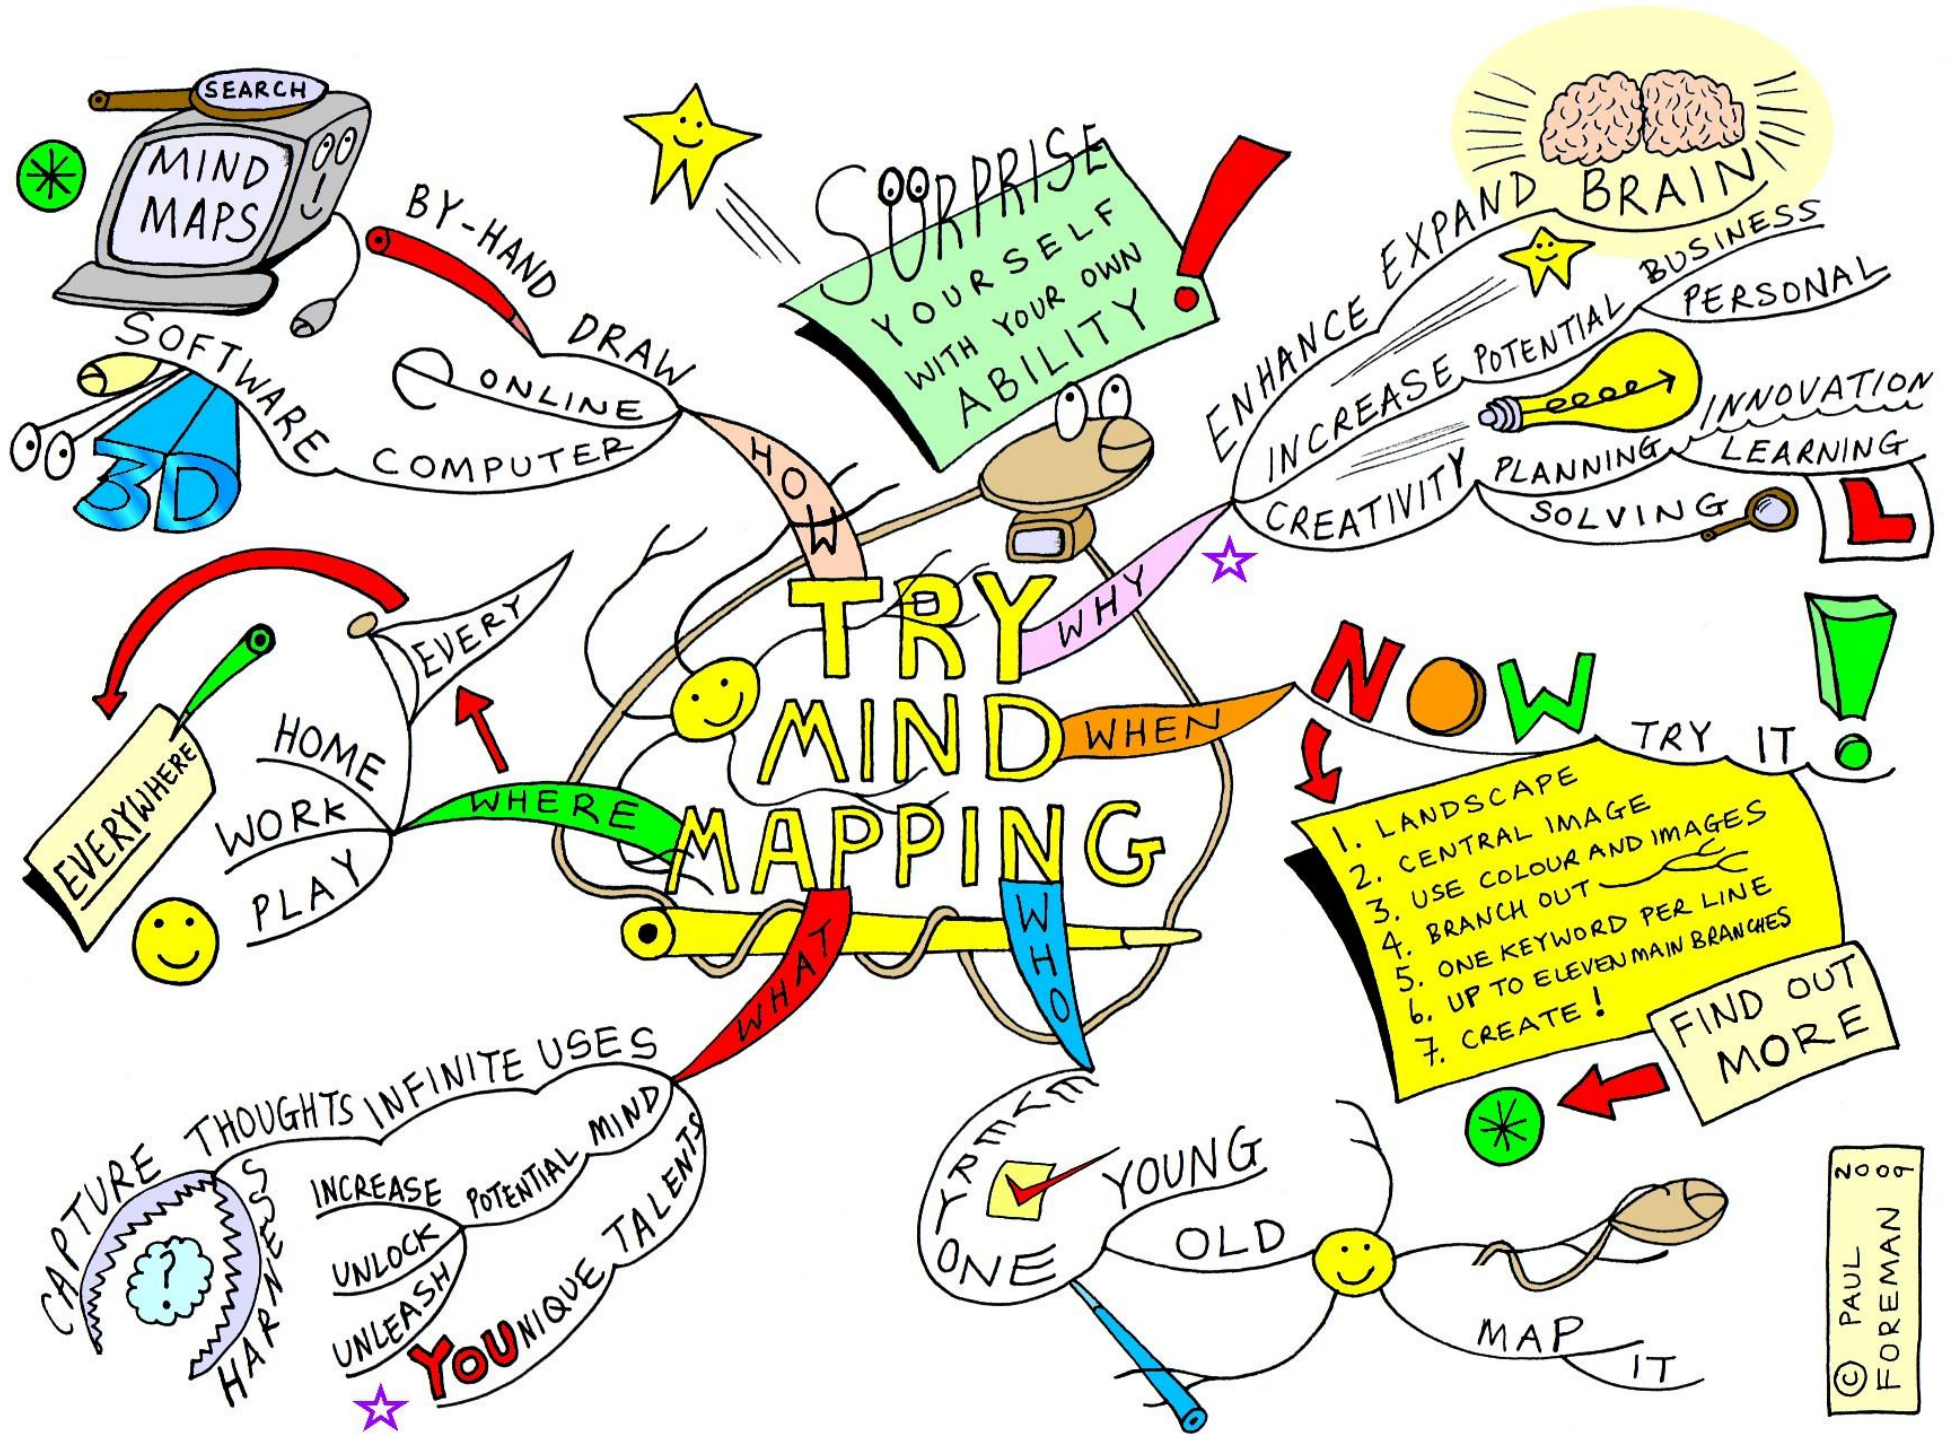 SEARCH
MIND
MAPS
BY-HAND
DRAW
SOFTWARE
3D
e ONLINE
COMPUTER
HOW
SURPRISE
YOURSELF
WITH YOUR OWN
ABILITY!
ENHANCE EXPAND BRAIN
INCREASE POTENTIAL BUSINESS
PERSONAL
CREATIVITY PLANNING INNOVATION
LEARNING
SOLVING
L
WHY
TRY
MIND
MAPPING
WHEN
NOW
TRY IT!
1. LANDSCAPE
2. CENTRAL IMAGE
3. USE COLOUR AND IMAGES
4. BRANCH OUT
5. ONE KEYWORD PER LINE
6. UP TO ELEVEN MAIN BRANCHES
7. CREATE!
FIND OUT
MORE
WHERE
EVERY
HOME
WORK
PLAY
EVERYWHERE
WHAT
INFINITE USES
CAPTURE THOUGHTS
HARNESS
?
MIND
POTENTIAL
INCREASE
UNLOCK
UNLEASH
YOUNIQUE TALENTS
WHO
EVERYONE
YOUNG
OLD
MAP
IT
© PAUL 2009
FOREMAN